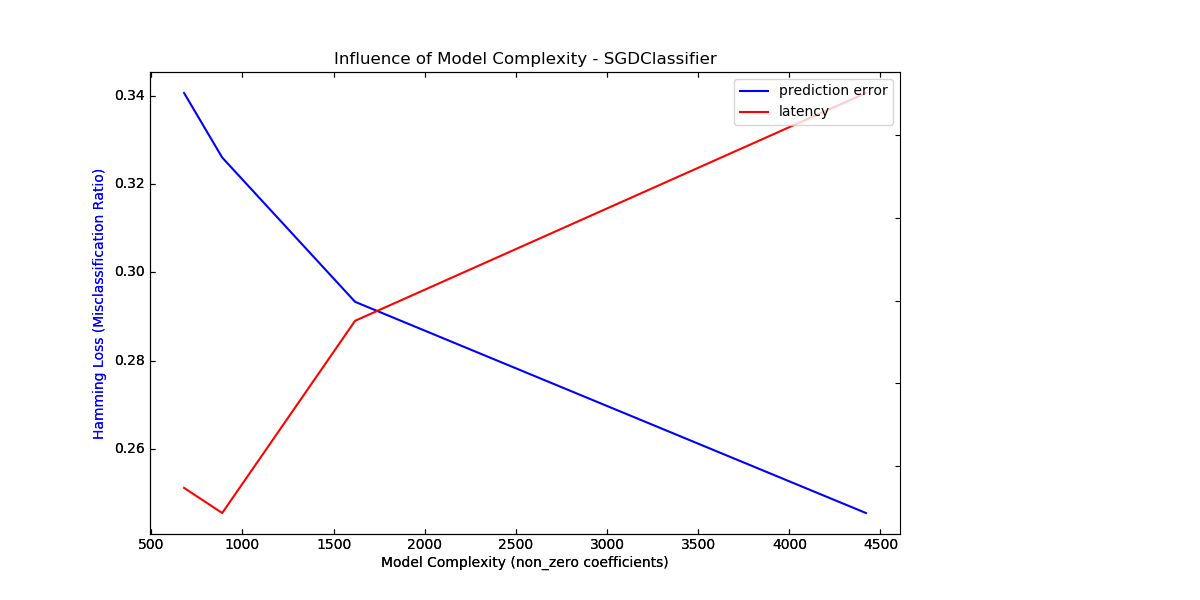 Influence of Model Complexity - SGDClassifier
prediction error
latency
0.34
0.32
0.30
0.28
0.26
Hamming Loss (Misclassification Ratio)
500 1000 1500 2000 2500 3000 3500 4000 4500
Model Complexity (non_zero coefficients)